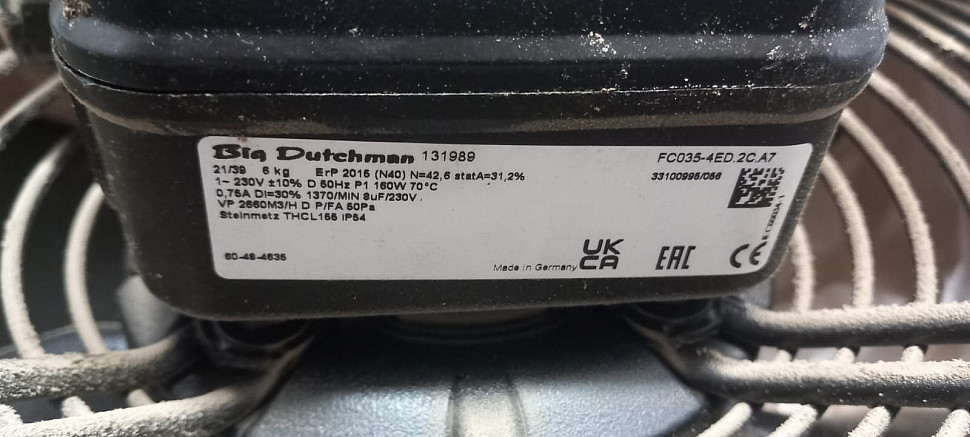 Big Dutchman 131989
FC035-4ED.2C.A7
21/39 6 kg ErP 2015 (N40) N=42,6 statA=31,2%
33100996/056
1~ 230V ±10% D 50Hz P1 160W 70°C
0,75A DI=30% 1370/MIN 8uF/230V .
VP 2660M3/H D P/FA 50Pa
Steinmetz THCL155 IP54
60-48-4635
Made in Germany
UK
CA
EAC
CE